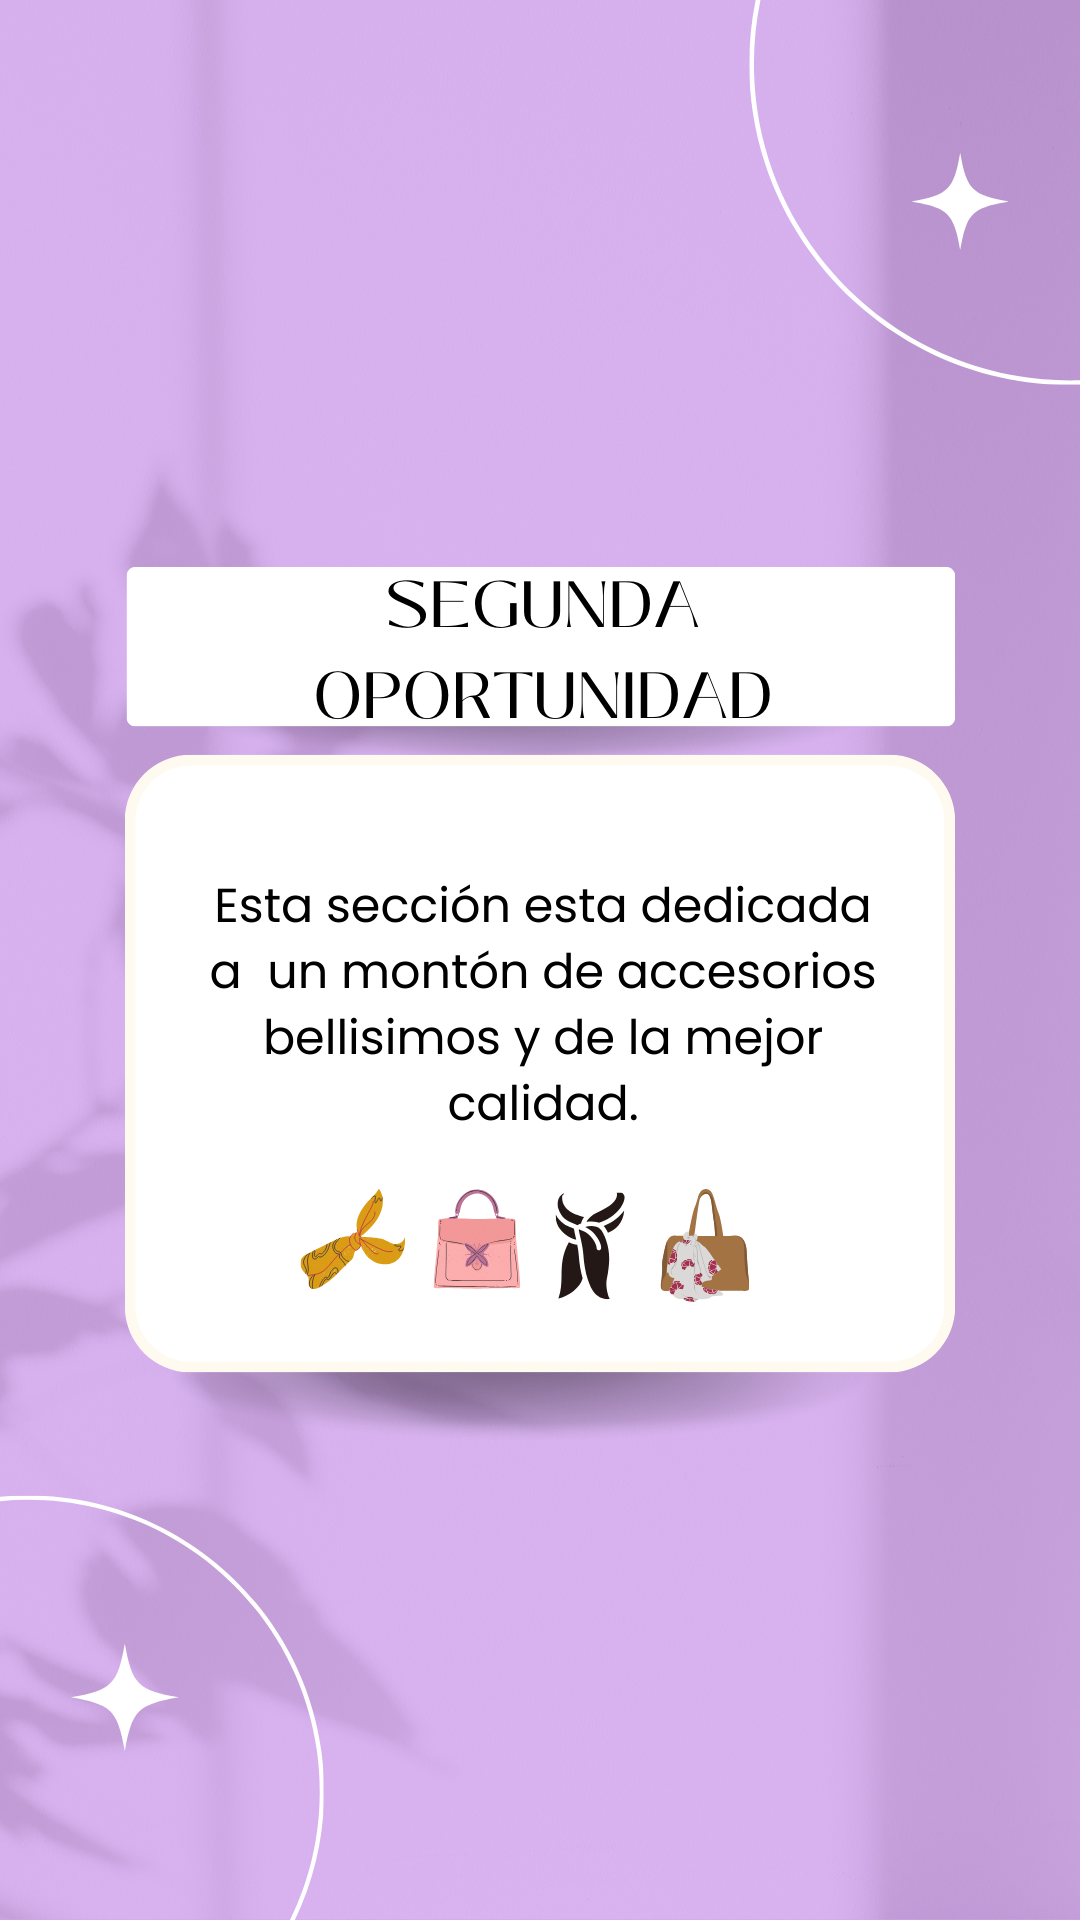 SEGUNDA
OPORTUNIDAD
Esta sección esta dedicada
a  un montón de accesorios
bellisimos y de la mejor
calidad.